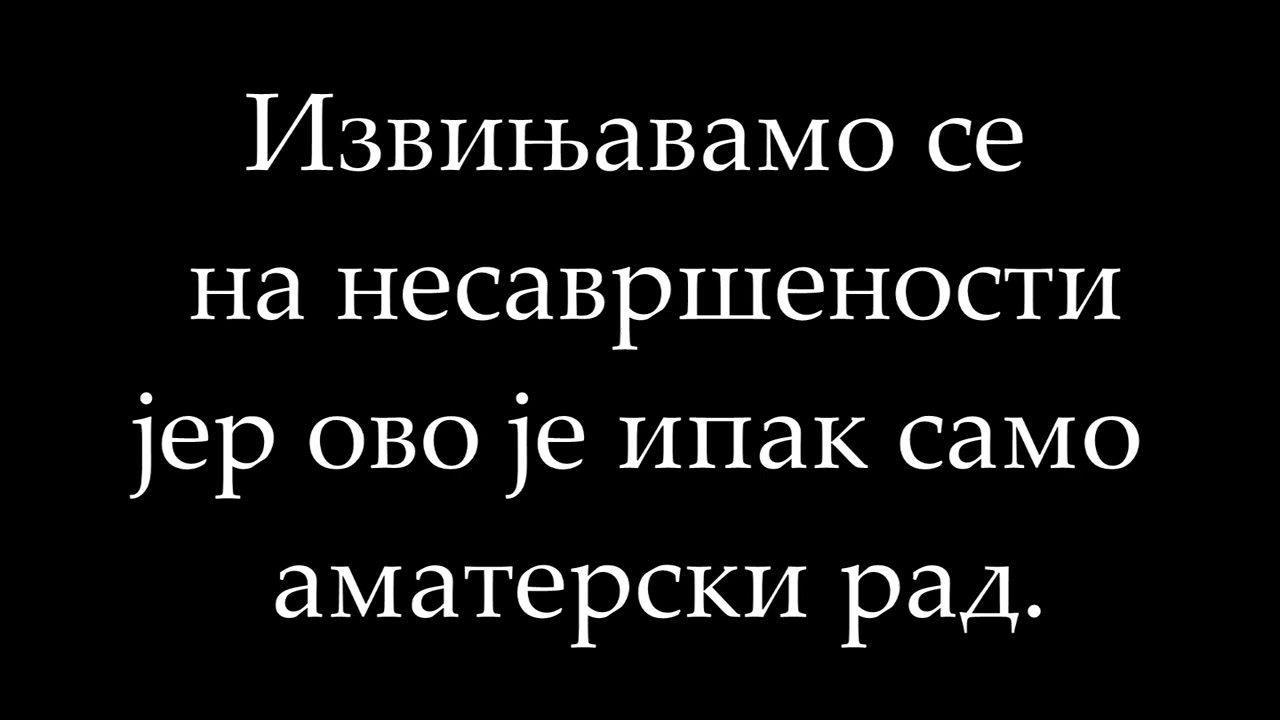 Извињавамо се
на несавршености
јер ово је ипак само
аматерски рад.